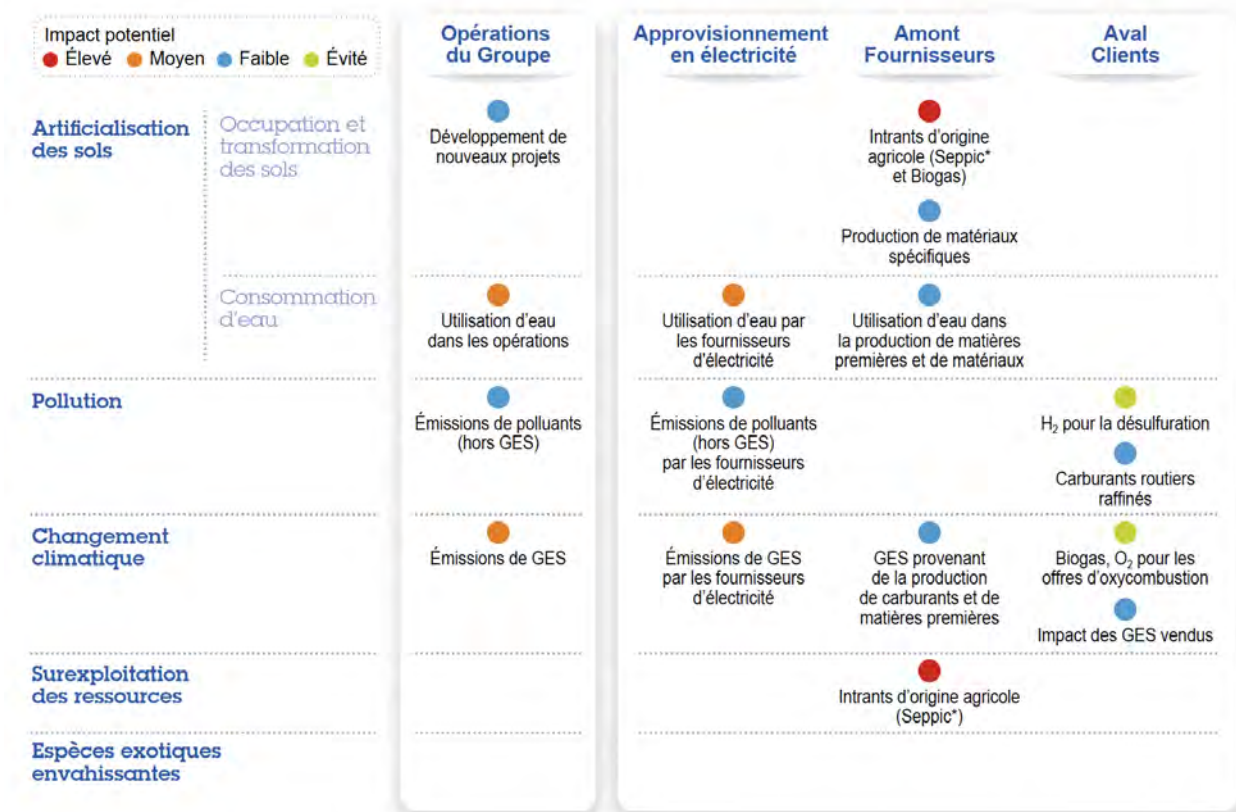 Impact potentiel
Élevé Moyen Faible Évité
Opérations
du Groupe
Approvisionnement
en électricité
Amont
Fournisseurs
Aval
Clients
Artificialisation
des sols
Occupation et
transformation
des sols
Développement de
nouveaux projets
Intrants d'origine
agricole (Seppic*
et Biogas)
Production de matériaux
spécifiques
Consommation
d'eau
Utilisation d'eau
dans les opérations
Utilisation d'eau par
les fournisseurs
d'électricité
Utilisation d'eau dans
la production de matières
premières et de matériaux
Pollution
Émissions de polluants
(hors GES)
Émissions de polluants
(hors GES)
par les fournisseurs
d'électricité
H₂ pour la désulfuration
Carburants routiers
raffinés
Changement
climatique
Émissions de GES
Émissions de GES
par les fournisseurs
d'électricité
GES provenant
de la production
de carburants et de
matières premières
Biogas, O₂ pour les
offres d'oxycombustion
Impact des GES vendus
Surexploitation
des ressources
Intrants d'origine agricole
(Seppic*)
Espèces exotiques
envahissantes